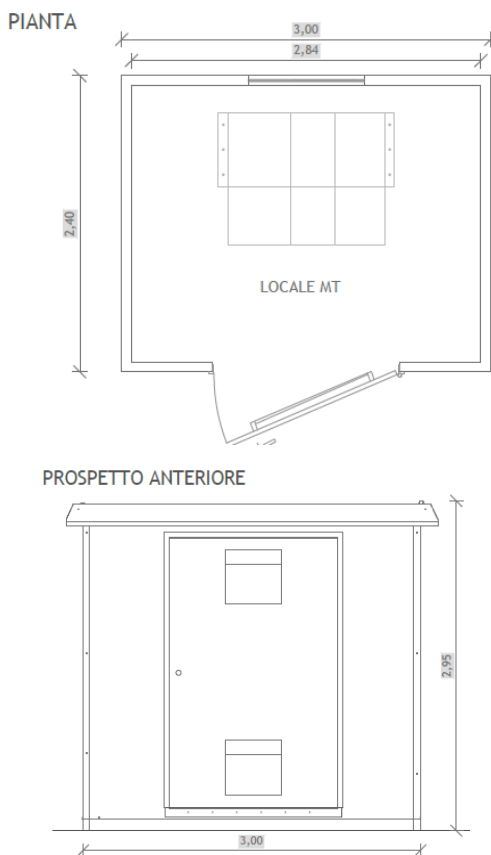 PIANTA
3,00
2,84
2,40
LOCALE MT
PROSPETTO ANTERIORE
2,95
3,00